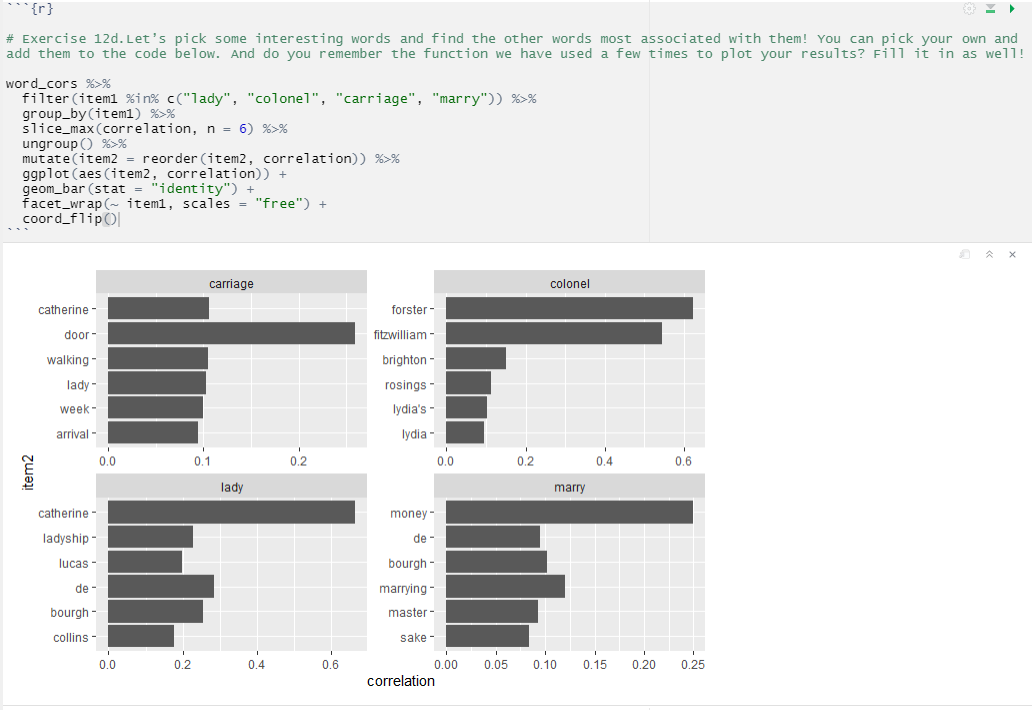 ```{r}
# Exercise 12d.Let's pick some interesting words and find the other words most associated with them! You can pick your own and
add them to the code below. And do you remember the function we have used a few times to plot your results? Fill it in as well!
word_cors %>%
filter(item1 %in% c("lady", "colonel", "carriage", "marry")) %>%
group_by(item1) %>%
slice_max(correlation, n = 6) %>%
ungroup() %>%
mutate(item2 = reorder(item2, correlation)) %>%
ggplot(aes(item2, correlation)) +
geom_bar(stat = "identity") +
facet_wrap(~ item1, scales = "free") +
coord_flip()
```
carriage
catherine
door
walking
lady
week
arrival
0.0 0.1 0.2
colonel
forster
fitzwilliam
brighton
rosings
lydia's
lydia
0.0 0.2 0.4 0.6
item2
lady
catherine
ladyship
lucas
de
bourgh
collins
0.0 0.2 0.4 0.6
marry
money
de
bourgh
marrying
master
sake
0.00 0.05 0.10 0.15 0.20 0.25
correlation